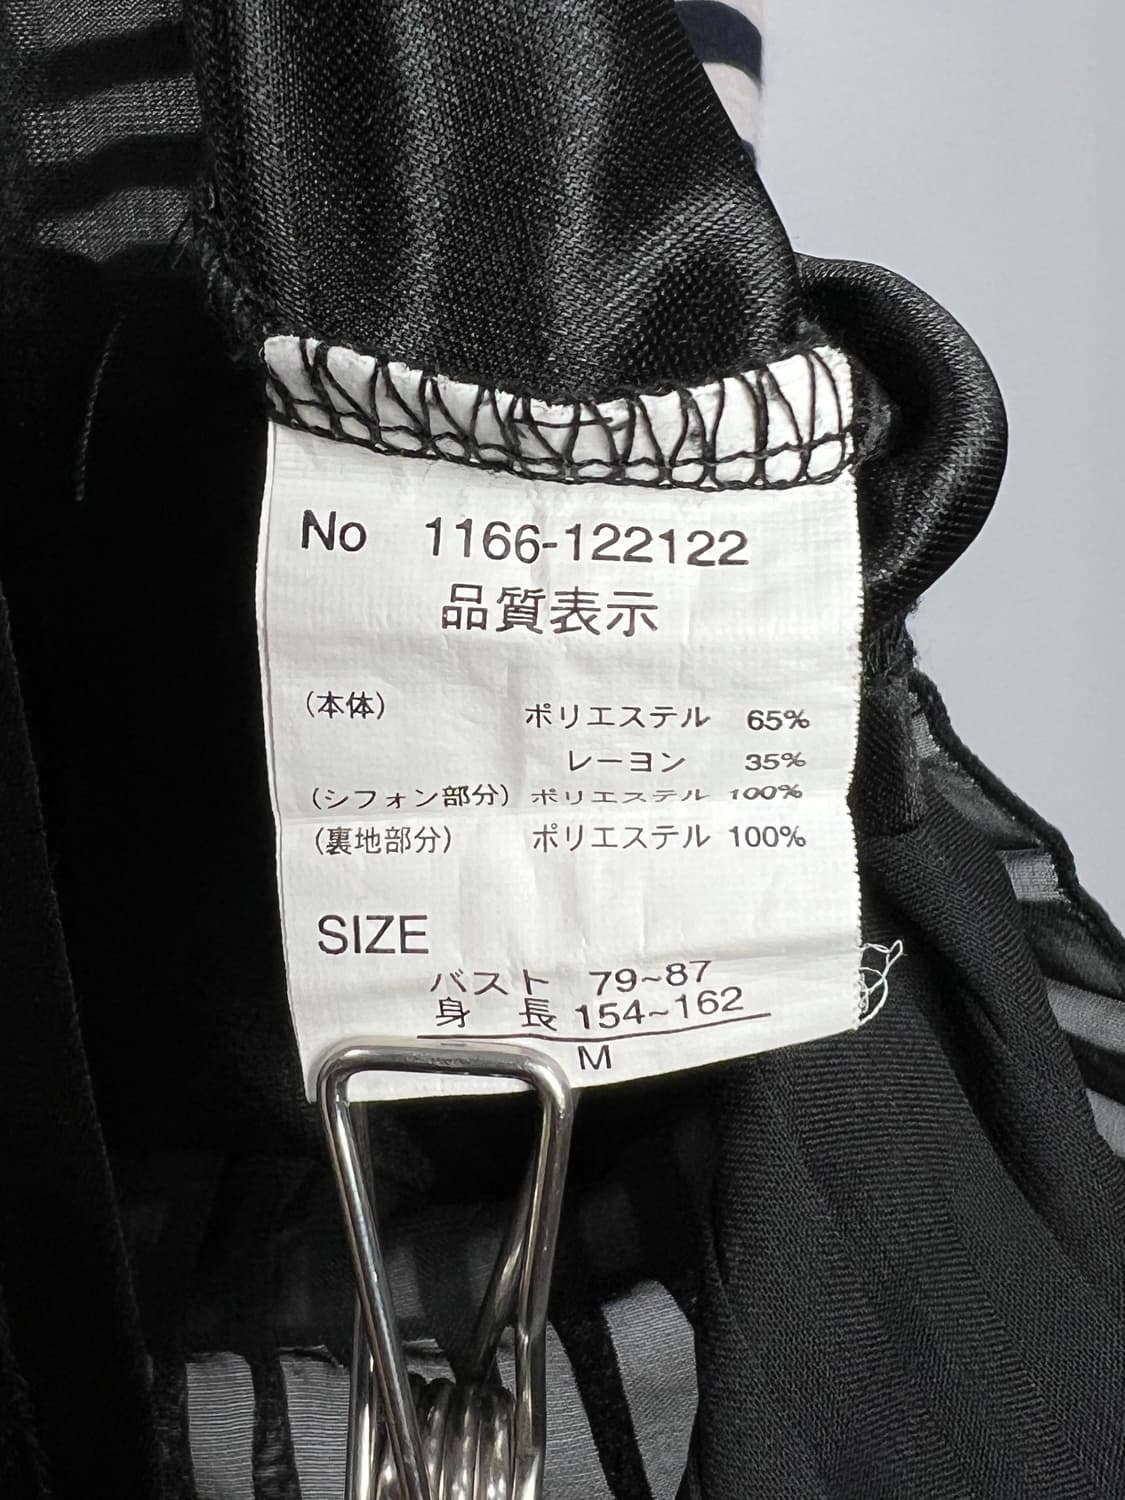 No 1166-122122
品質表示
(本体) ポリエステル 65%
レーヨン 35%
(シフォン部分) ポリエステル 100%
(裏地部分) ポリエステル 100%
SIZE
バスト 79~87
身長 154~162
M